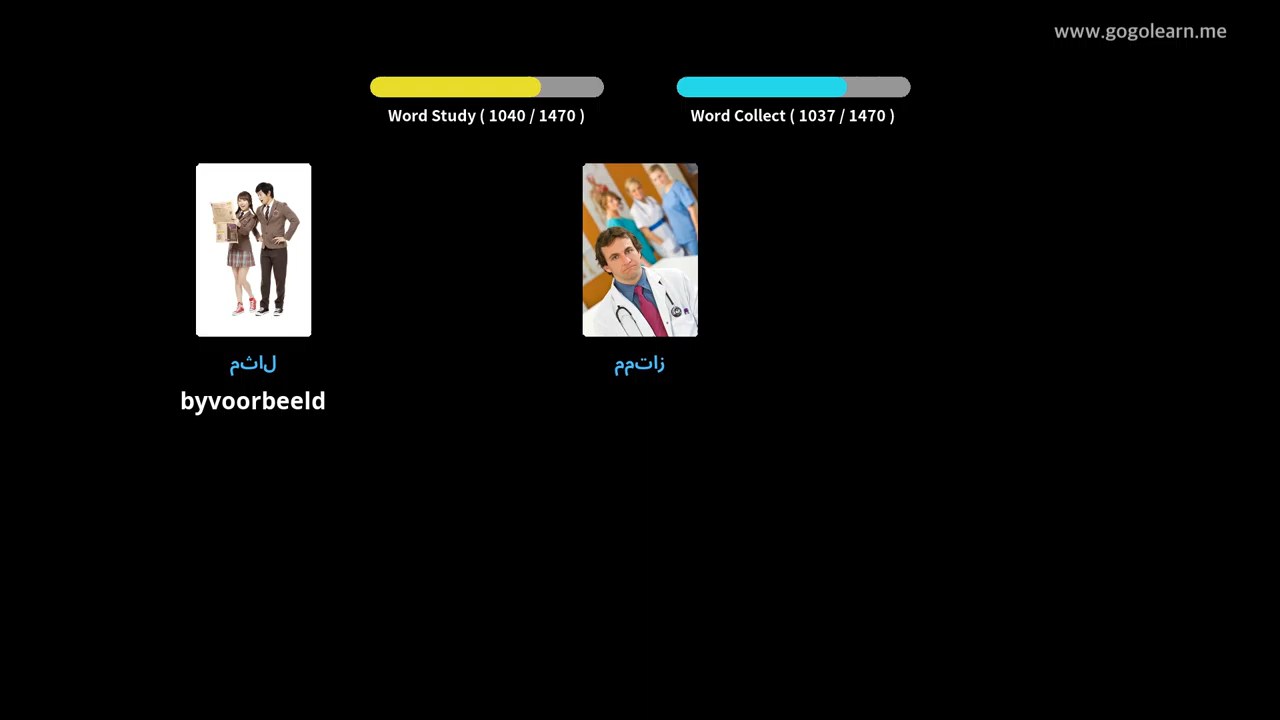 www.gogolearn.me
Word Study ( 1040 / 1470 )
Word Collect ( 1037 / 1470 )
مثال
ممتاز
byvoorbeeld